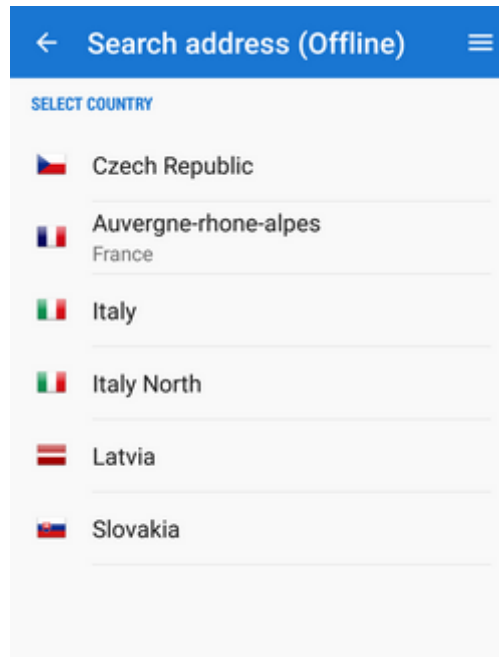 Search address (Offline)
SELECT COUNTRY
Czech Republic
Auvergne-rhone-alpes
France
Italy
Italy North
Latvia
Slovakia